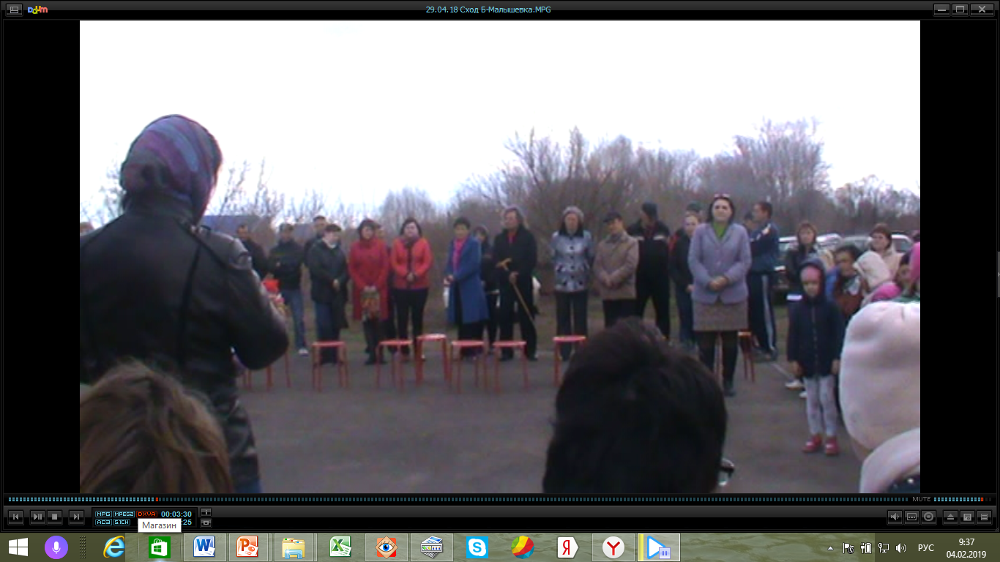 Daum
29.04.18 Сход Б-Малышевка.MPG
MUTE
MPG MPEG2 DXVA 00:03:30
AC3 5.1CH :25
Магазин
РУС
9:37
04.02.2019